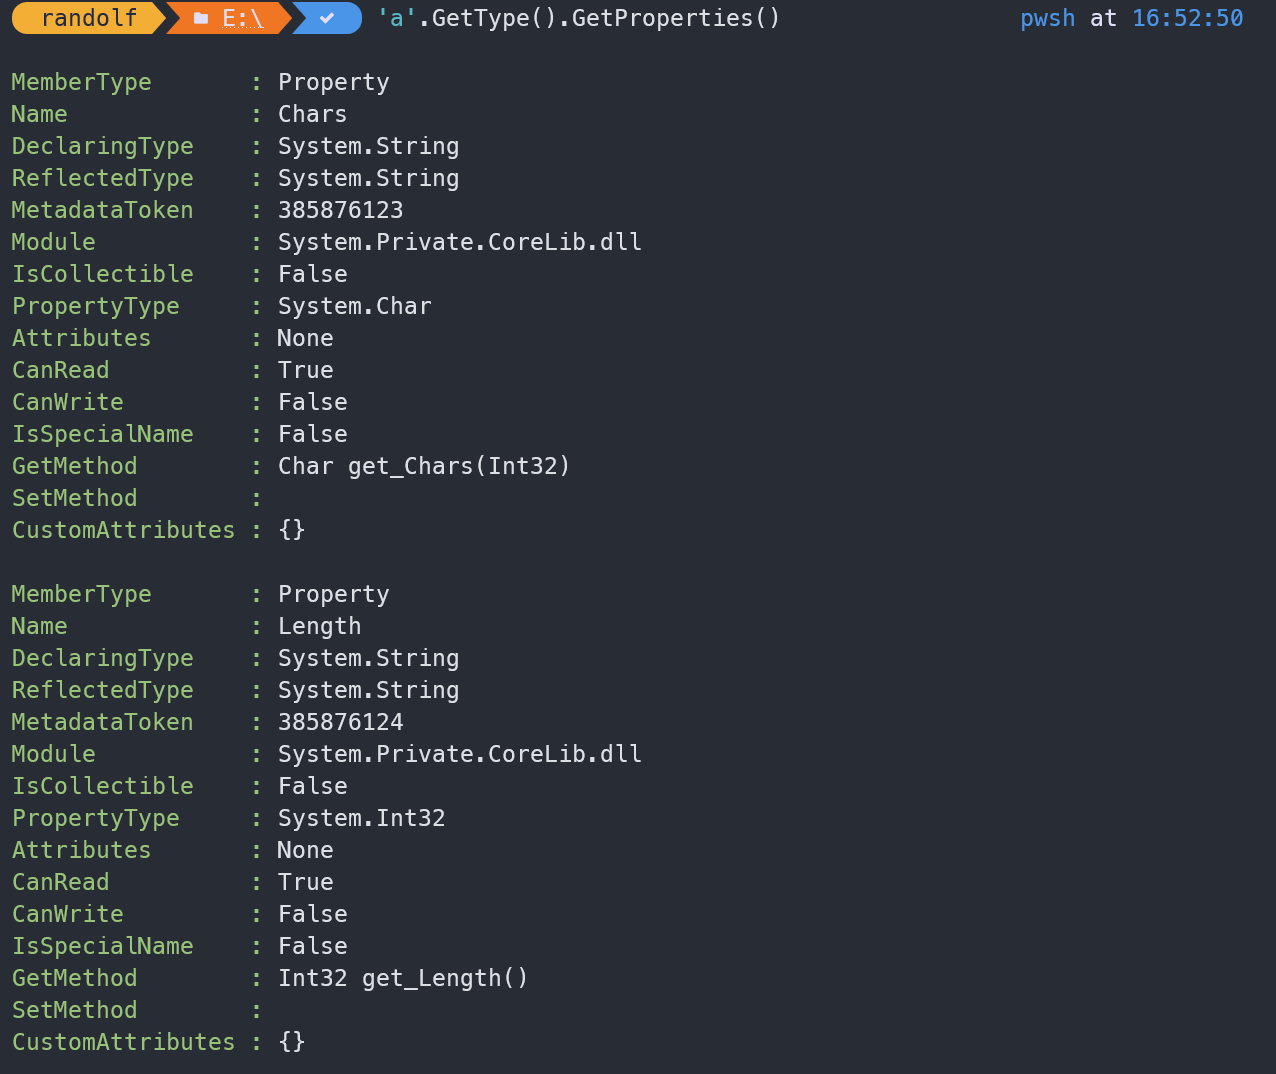 randolf E:\ 'a'.GetType().GetProperties() pwsh at 16:52:50
MemberType : Property
Name : Chars
DeclaringType : System.String
ReflectedType : System.String
MetadataToken : 385876123
Module : System.Private.CoreLib.dll
IsCollectible : False
PropertyType : System.Char
Attributes : None
CanRead : True
CanWrite : False
IsSpecialName : False
GetMethod : Char get_Chars(Int32)
SetMethod :
CustomAttributes : {}
MemberType : Property
Name : Length
DeclaringType : System.String
ReflectedType : System.String
MetadataToken : 385876124
Module : System.Private.CoreLib.dll
IsCollectible : False
PropertyType : System.Int32
Attributes : None
CanRead : True
CanWrite : False
IsSpecialName : False
GetMethod : Int32 get_Length()
SetMethod :
CustomAttributes : {}